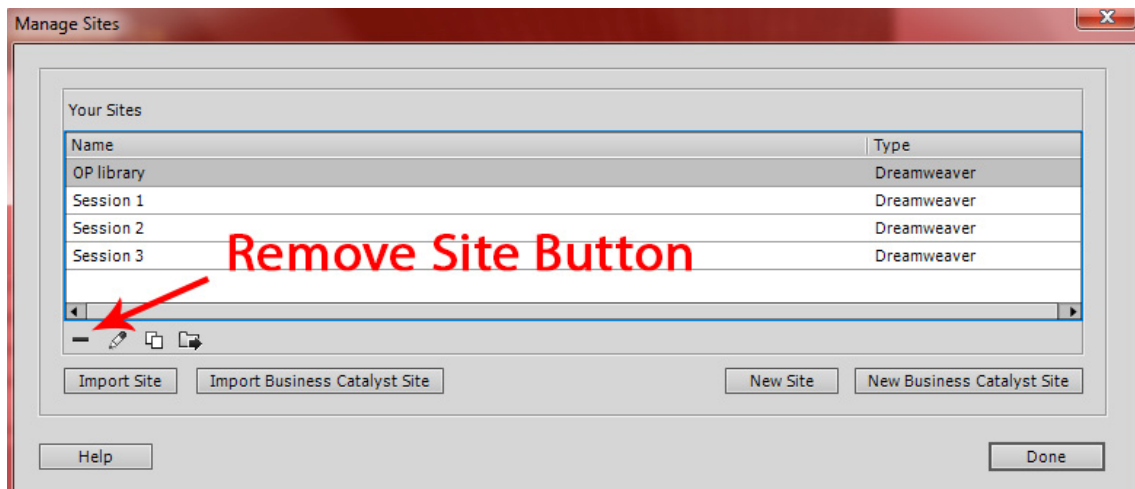 Manage Sites
Your Sites
Name Type
OP library Dreamweaver
Session 1 Dreamweaver
Session 2 Dreamweaver
Session 3 Dreamweaver
Remove Site Button
Import Site Import Business Catalyst Site New Site New Business Catalyst Site
Help Done